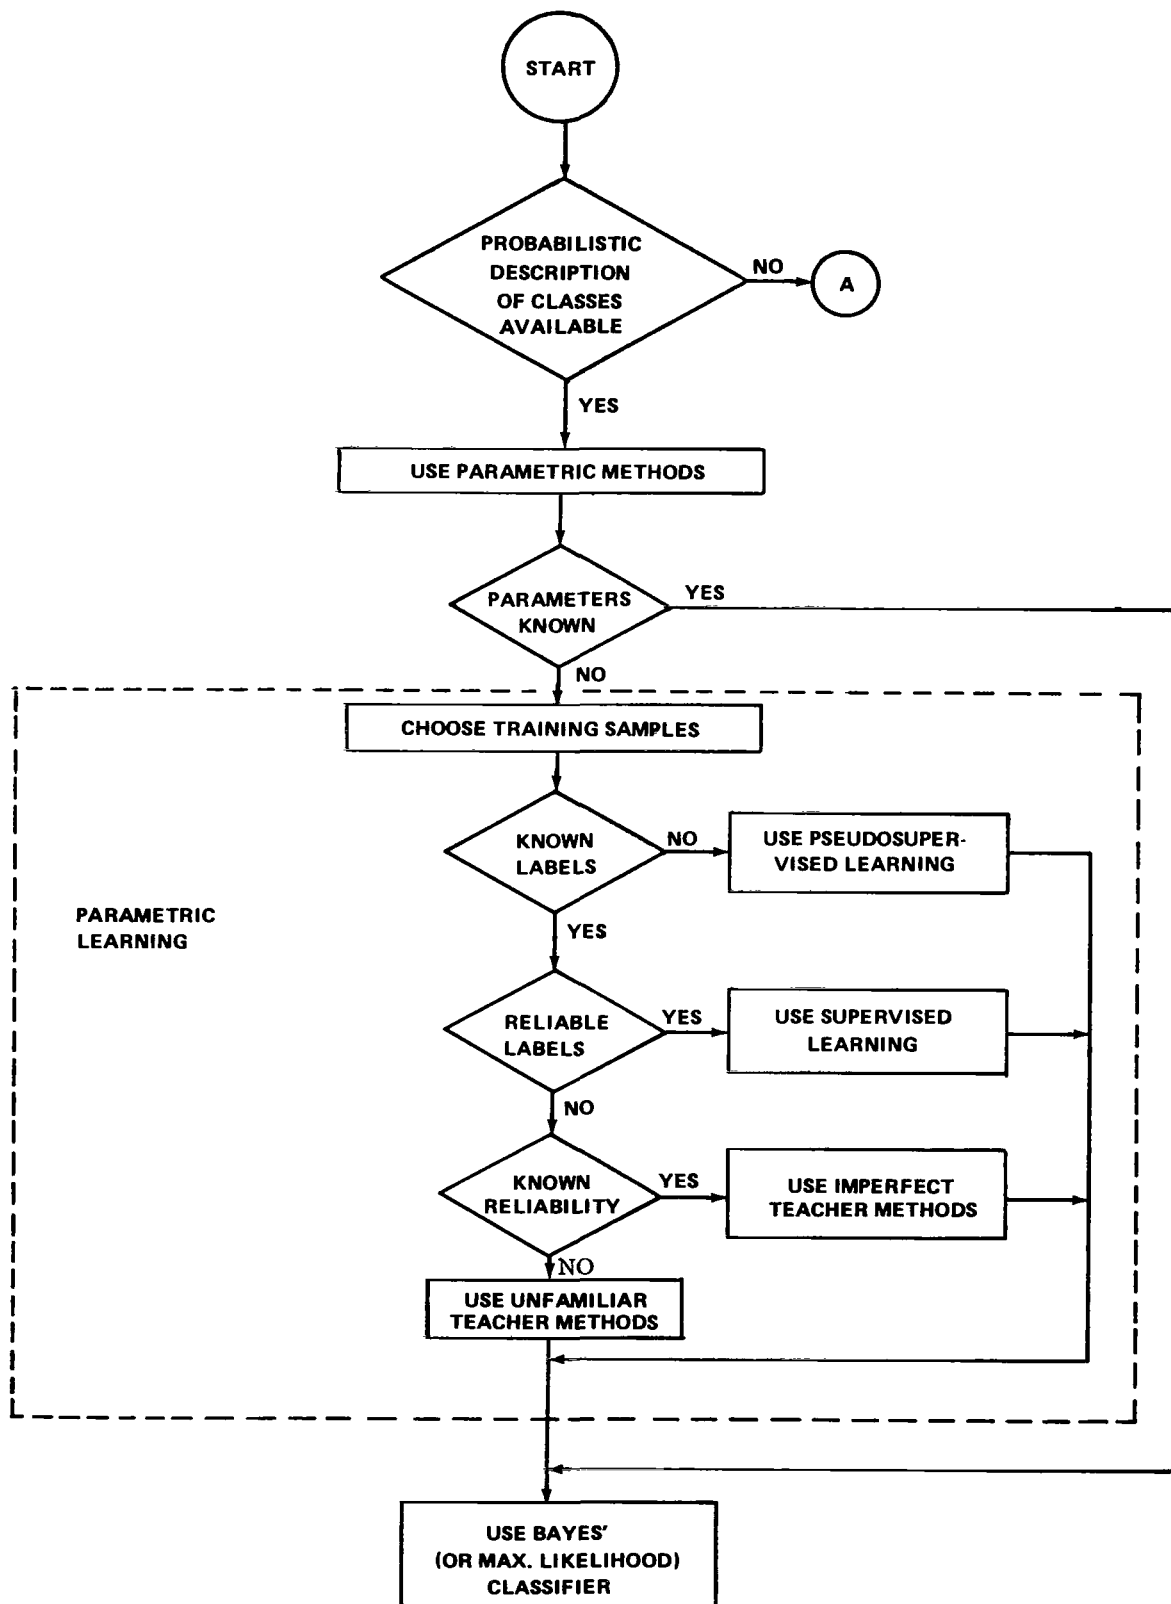 START
PROBABILISTIC
DESCRIPTION
OF CLASSES
AVAILABLE
NO
A
YES
USE PARAMETRIC METHODS
PARAMETERS
KNOWN
YES
NO
CHOOSE TRAINING SAMPLES
KNOWN
LABELS
NO
USE PSEUDOSUPER-
VISED LEARNING
PARAMETRIC
LEARNING
YES
RELIABLE
LABELS
YES
USE SUPERVISED
LEARNING
NO
KNOWN
RELIABILITY
YES
USE IMPERFECT
TEACHER METHODS
NO
USE UNFAMILIAR
TEACHER METHODS
USE BAYES'
(OR MAX. LIKELIHOOD)
CLASSIFIER